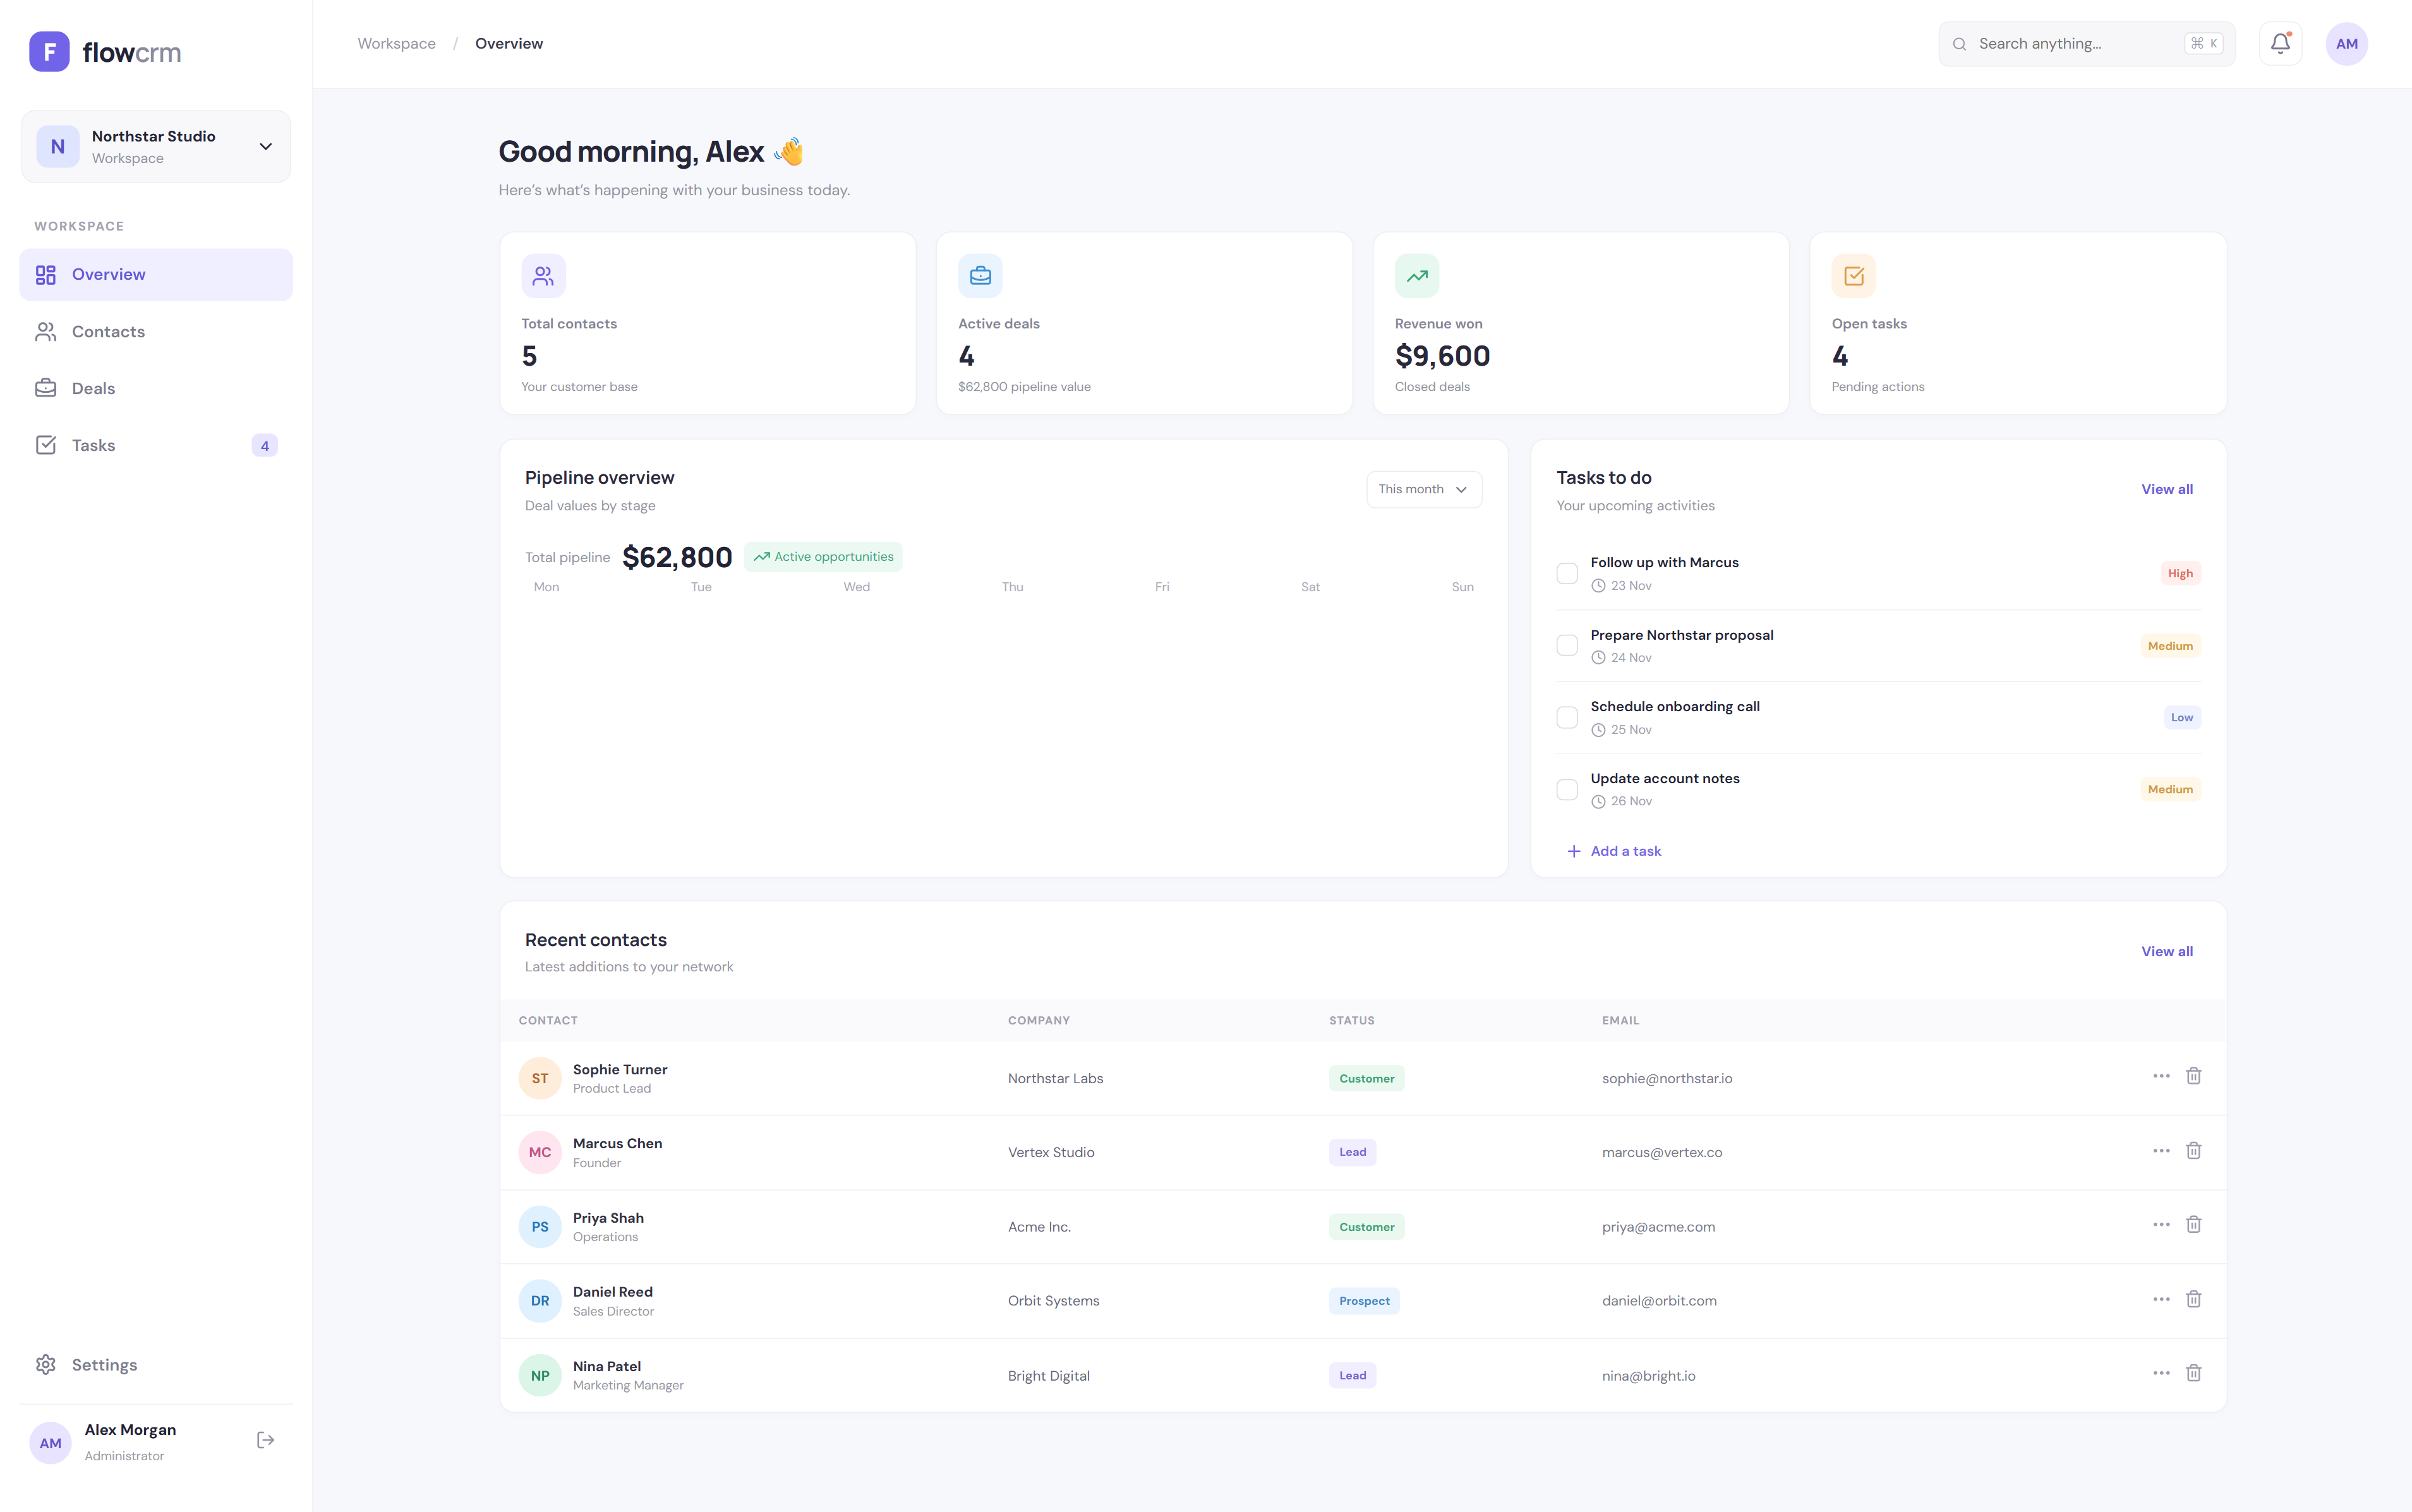 F flowcrm
N Northstar Studio
Workspace
WORKSPACE
Overview
Contacts
Deals
Tasks 4
Settings
AM Alex Morgan
Administrator
Workspace / Overview
Search anything... ⌘ K
AM
Good morning, Alex 👋
Here's what's happening with your business today.
Total contacts
5
Your customer base
Active deals
4
$62,800 pipeline value
Revenue won
$9,600
Closed deals
Open tasks
4
Pending actions
Pipeline overview
Deal values by stage
This month
Total pipeline $62,800 Active opportunities
Mon Tue Wed Thu Fri Sat Sun
Tasks to do
Your upcoming activities
View all
Follow up with Marcus
23 Nov
High
Prepare Northstar proposal
24 Nov
Medium
Schedule onboarding call
25 Nov
Low
Update account notes
26 Nov
Medium
Add a task
Recent contacts
Latest additions to your network
View all
CONTACT COMPANY STATUS EMAIL
ST Sophie Turner
Product Lead
Northstar Labs Customer sophie@northstar.io
MC Marcus Chen
Founder
Vertex Studio Lead marcus@vertex.co
PS Priya Shah
Operations
Acme Inc. Customer priya@acme.com
DR Daniel Reed
Sales Director
Orbit Systems Prospect daniel@orbit.com
NP Nina Patel
Marketing Manager
Bright Digital Lead nina@bright.io